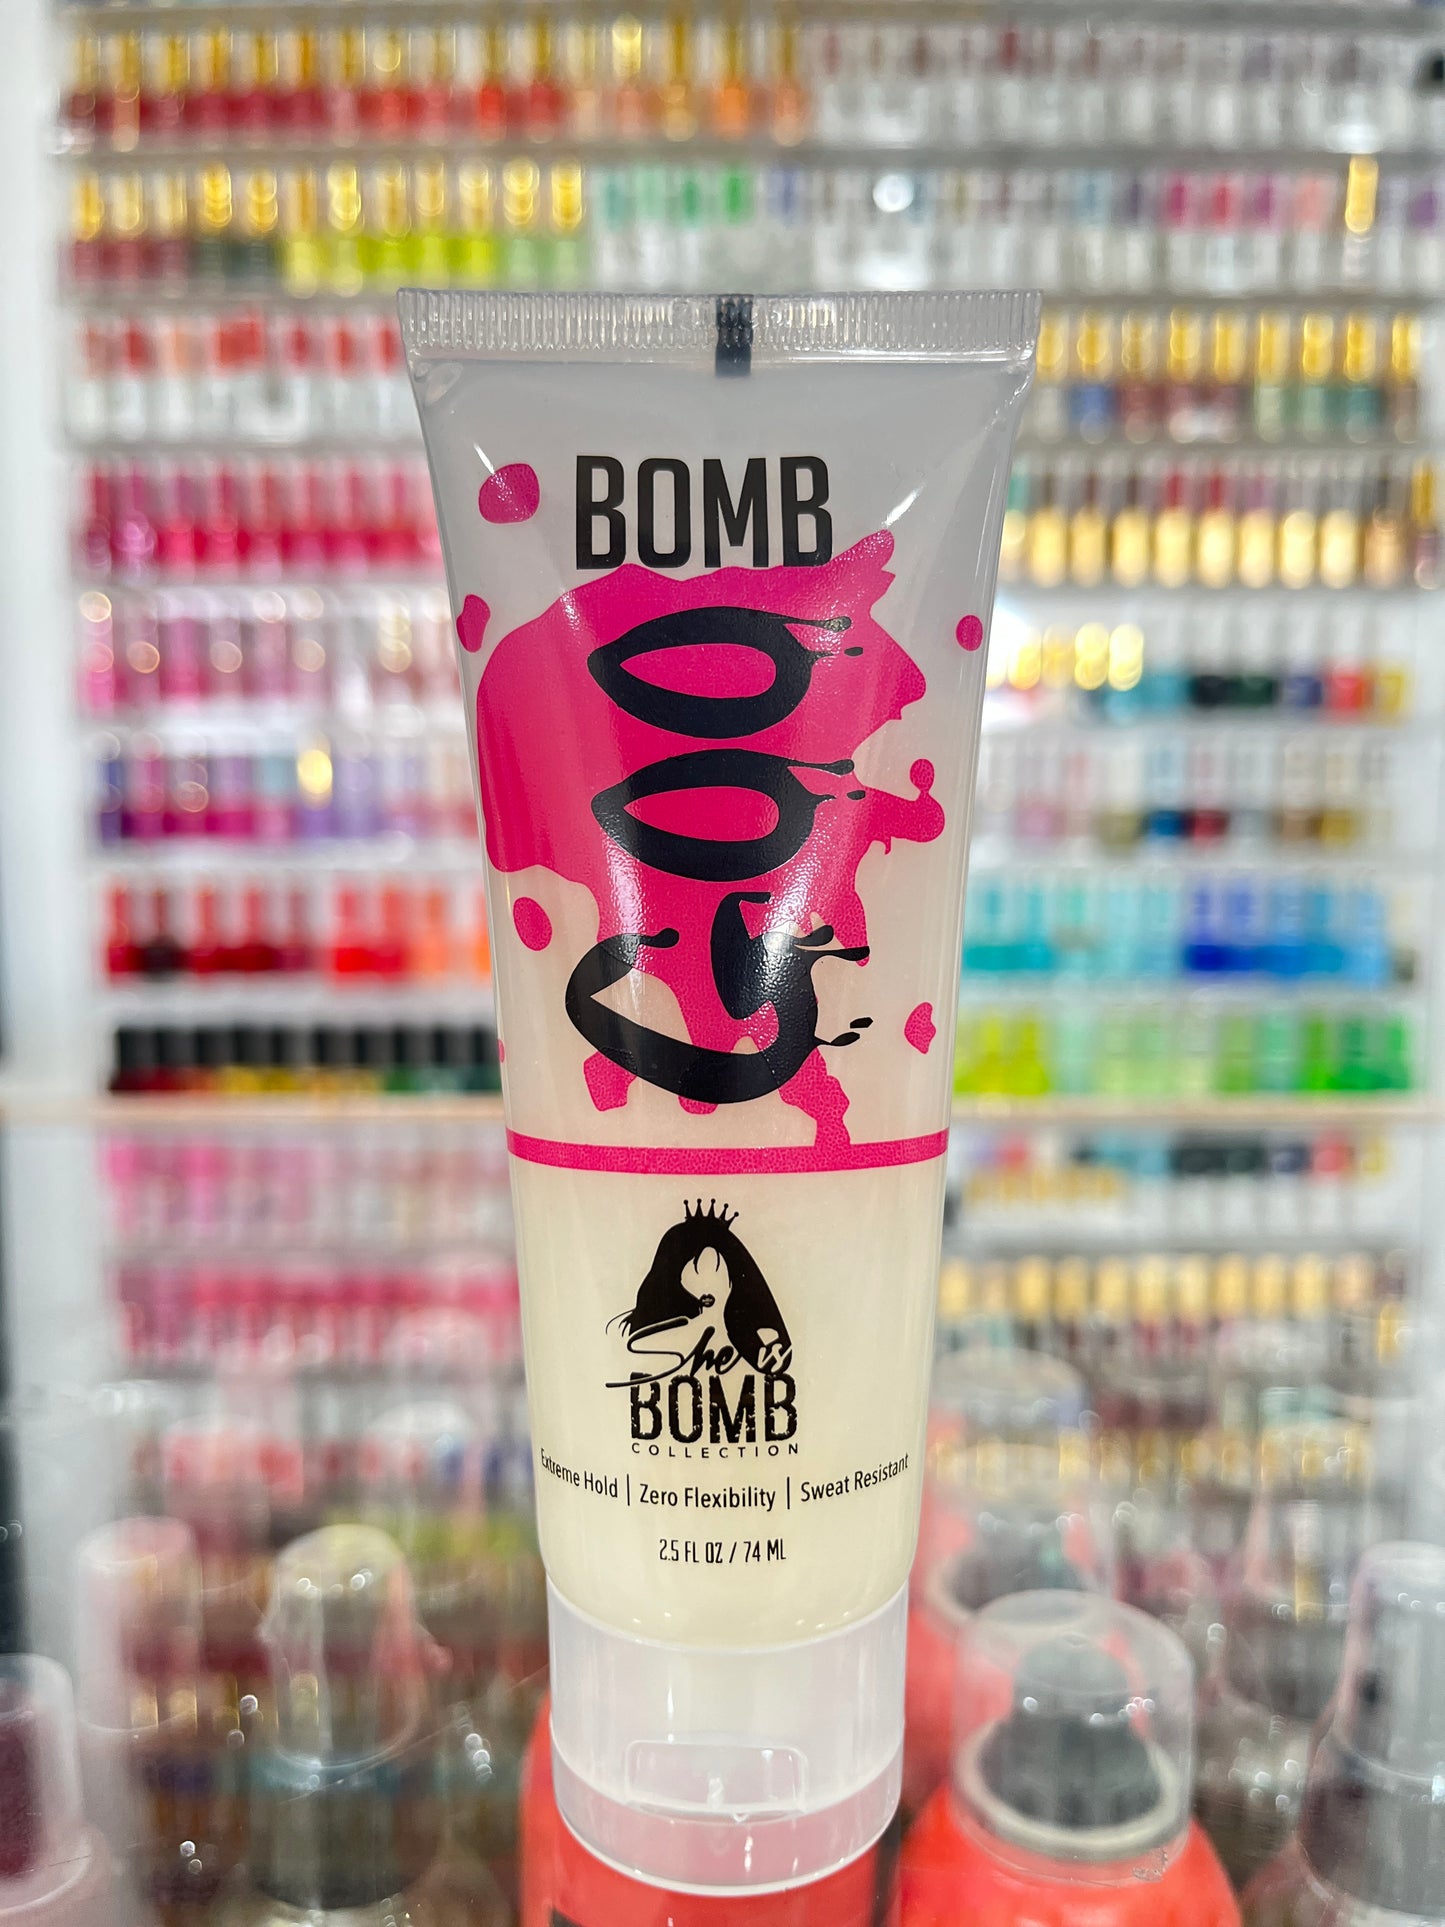 BOMB
GOO
She is
BOMB
COLLECTION
Extreme Hold | Zero Flexibility | Sweat Resistant
2.5 FL OZ / 74 ML